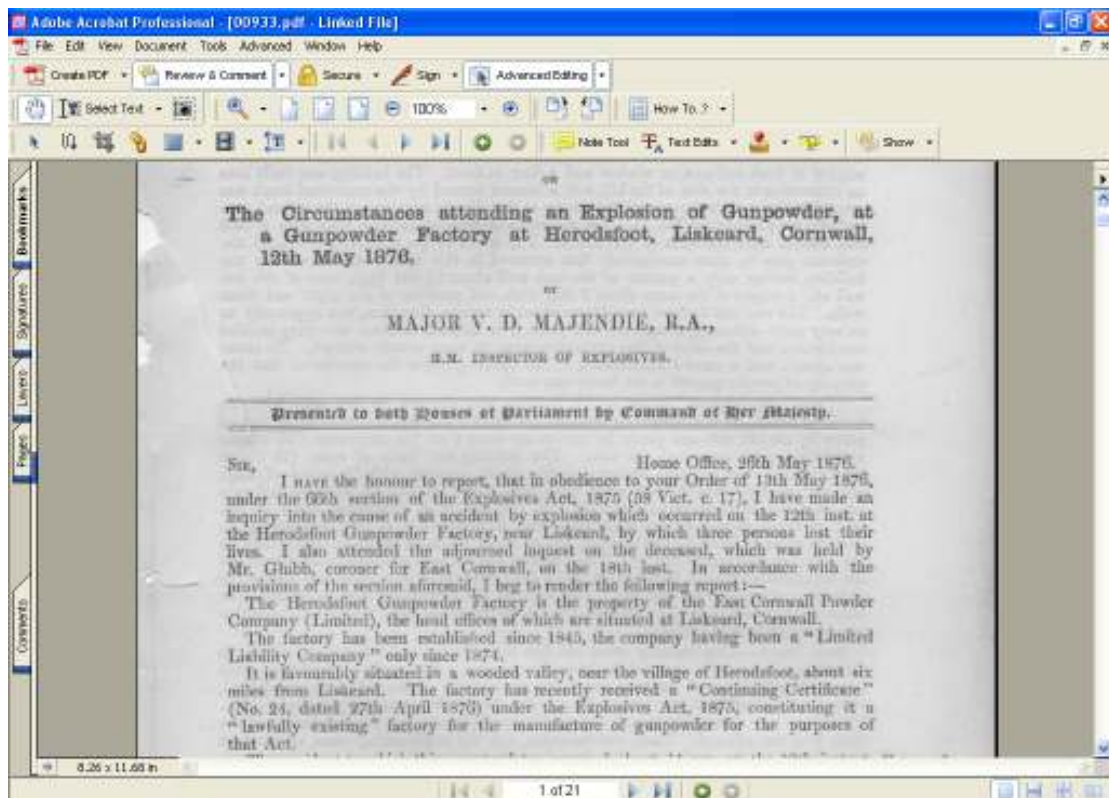 Adobe Acrobat Professional - [00933.pdf - Linked File]
File Edit View Document Tools Advanced Window Help
Create PDF Review & Comment Secure Sign Advanced Editing
Select Text 100% How To..?
Note Tool Text Edits Show
Bookmarks
Signatures
Layers
Pages
Comments
The Circumstances attending an Explosion of Gunpowder, at
a Gunpowder Factory at Herodsfoot, Liskeard, Cornwall,
12th May 1876,
BY
MAJOR V. D. MAJENDIE, R.A.,
H.M. INSPECTOR OF EXPLOSIVES.
Presented to both Houses of Parliament by Command of Her Majesty.
SIR, Home Office, 26th May 1876.
I HAVE the honour to report, that in obedience to your Order of 13th May 1876,
under the 66th section of the Explosives Act, 1875 (38 Vict. c. 17), I have made an
inquiry into the cause of an accident by explosion which occurred on the 12th inst. at
the Herodsfoot Gunpowder Factory, near Liskeard, by which three persons lost their
lives. I also attended the adjourned inquest on the deceased, which was held by
Mr. Glubb, coroner for East Cornwall, on the 18th inst. In accordance with the
provisions of the section aforesaid, I beg to render the following report:—
The Herodsfoot Gunpowder Factory is the property of the East Cornwall Powder
Company (Limited), the head offices of which are situated at Liskeard, Cornwall.
The factory has been established since 1845, the company having been a "Limited
Liability Company" only since 1874.
It is favourably situated in a wooded valley, near the village of Herodsfoot, about six
miles from Liskeard. The factory has recently received a "Continuing Certificate"
(No. 24, dated 27th April 1876) under the Explosives Act, 1875, constituting it a
"lawfully existing" factory for the manufacture of gunpowder for the purposes of
that Act.
8.26 x 11.68 in
1 of 21